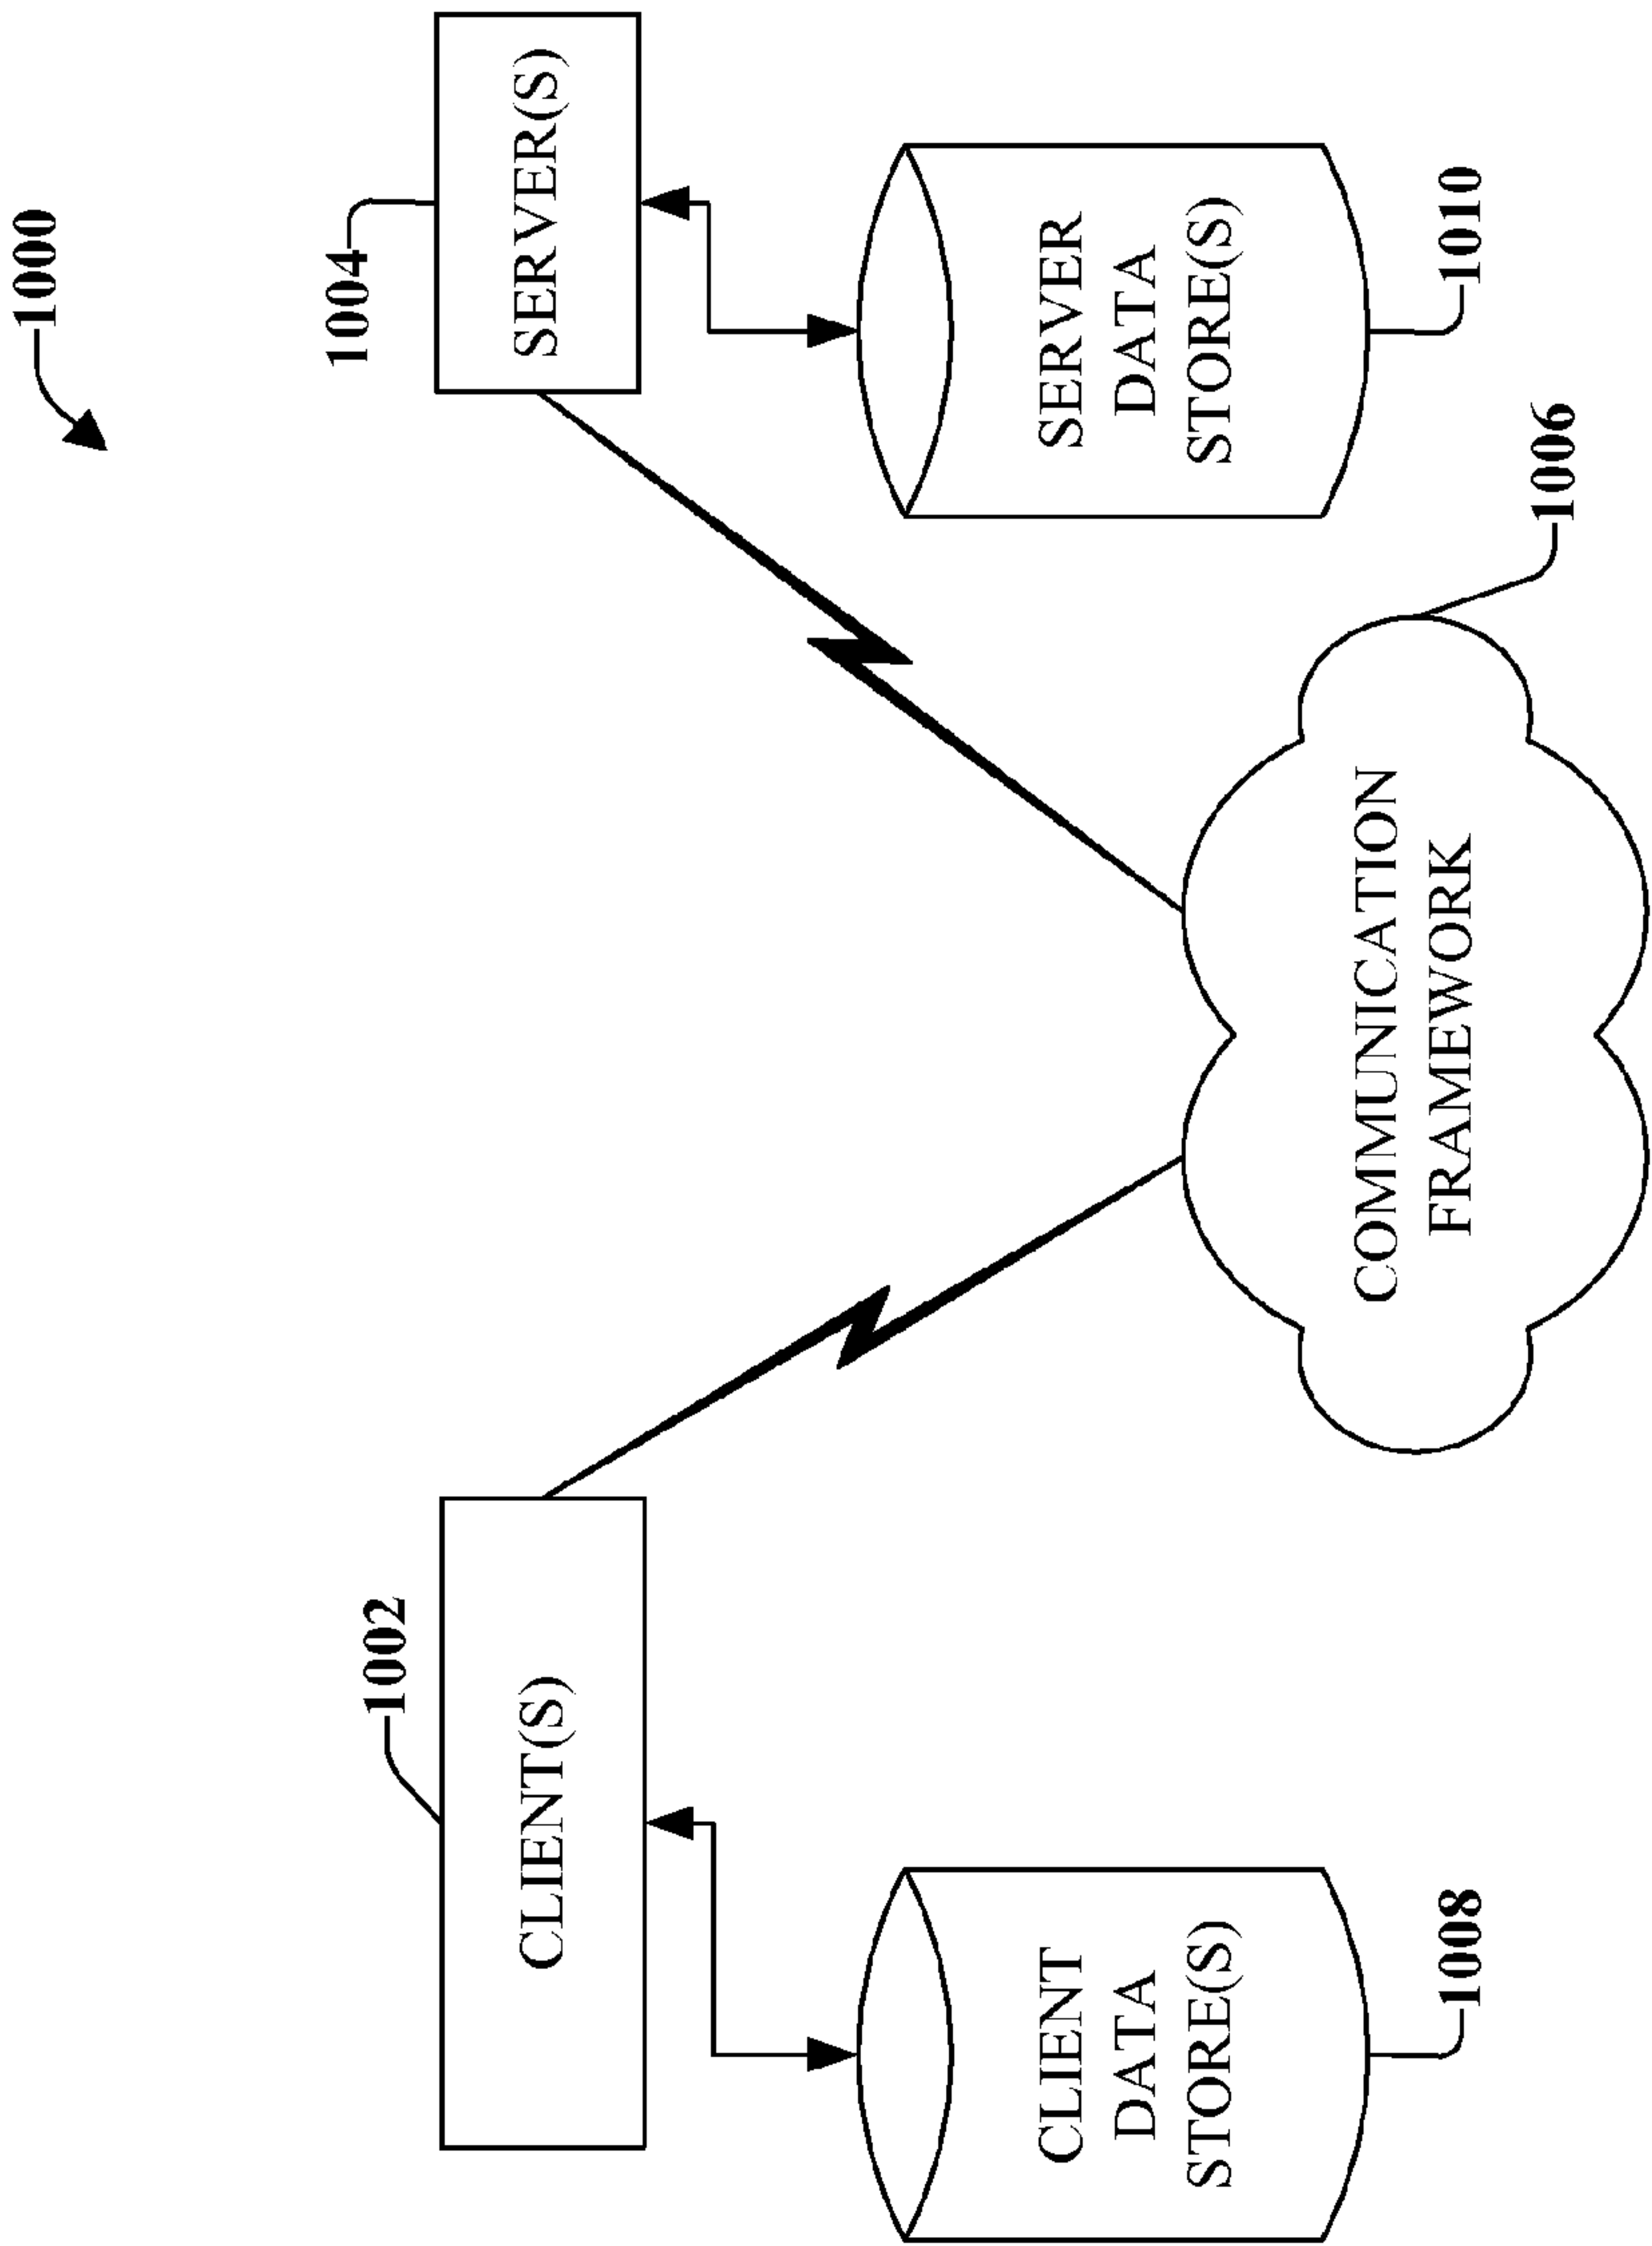 1000
1002
1004
CLIENT(S)
SERVER(S)
CLIENT
DATA
STORE(S)
SERVER
DATA
STORE(S)
COMMUNICATION
FRAMEWORK
1008
1010
1006